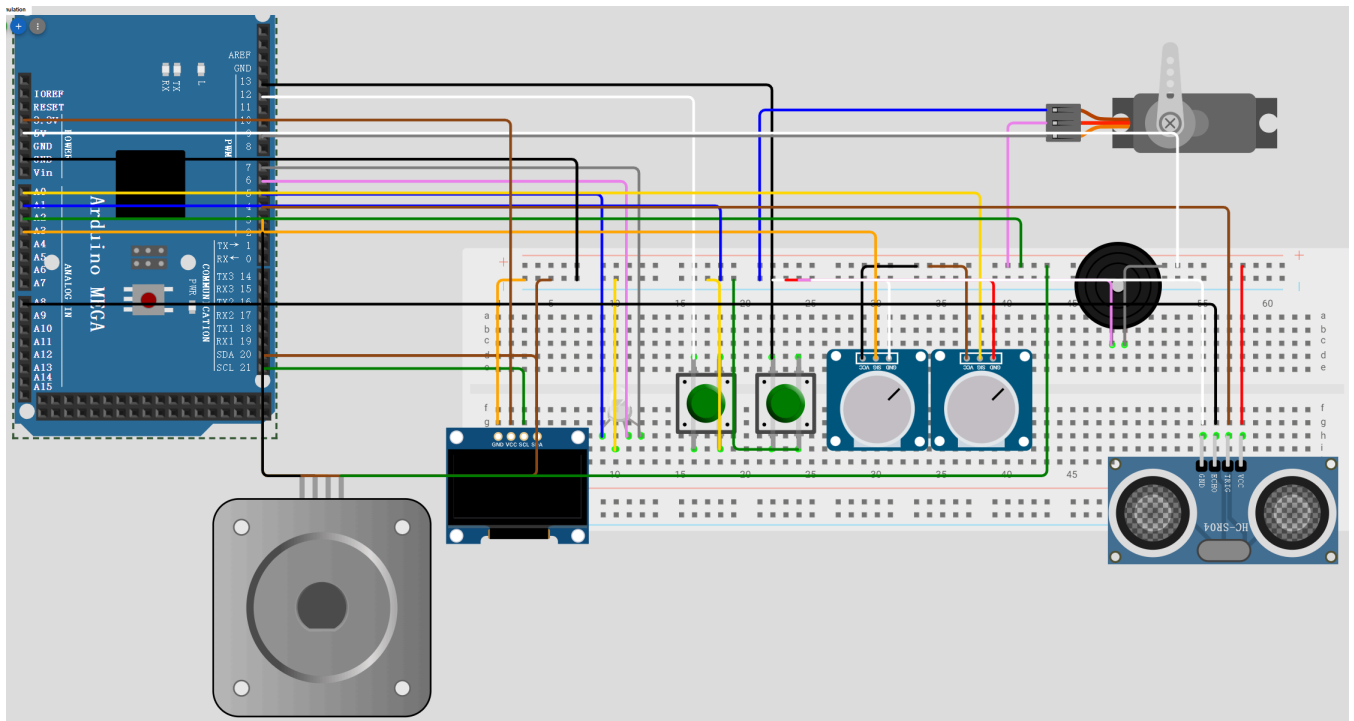 sulation
AREF
GND
13
12
11
10
9
8
7
6
5
4
3
2
TX→ 1
RX← 0
TX3 14
RX3 15
TX2 16
RX2 17
TX1 18
RX1 19
SDA 20
SCL 21
PWM
COMMUNICATION
RX
TX
L
PWR
Arduino MEGA
IOREF
RESET
3.3V
5V
GND
GND
Vin
POWER
A0
A1
A2
A3
A4
A5
A6
A7
A8
A9
A10
A11
A12
A13
A14
A15
ANALOG IN
+ +
5 10 15 20 25 30 35 40 55 60
a a
b b
c c
d d
e e
f f
g g
h
i
30 35 45
GND VCC SCL SDA
VCC SIG GND
VCC SIG GND
GND
ECHO
TRIG
VCC
HC-SR04